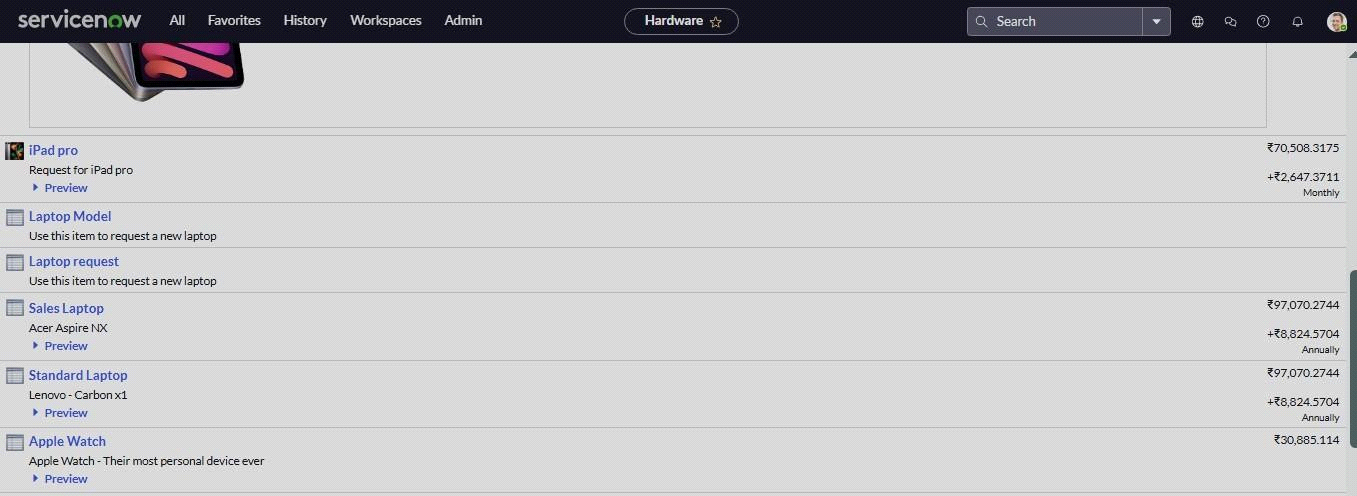 servicenow All Favorites History Workspaces Admin Hardware Search
iPad pro ₹70,508.3175
Request for iPad pro
+₹2,647.3711
Preview
Monthly
Laptop Model
Use this item to request a new laptop
Laptop request
Use this item to request a new laptop
Sales Laptop ₹97,070.2744
Acer Aspire NX
+₹8,824.5704
Preview
Annually
Standard Laptop ₹97,070.2744
Lenovo - Carbon x1
+₹8,824.5704
Preview
Annually
Apple Watch ₹30,885.114
Apple Watch - Their most personal device ever
Preview